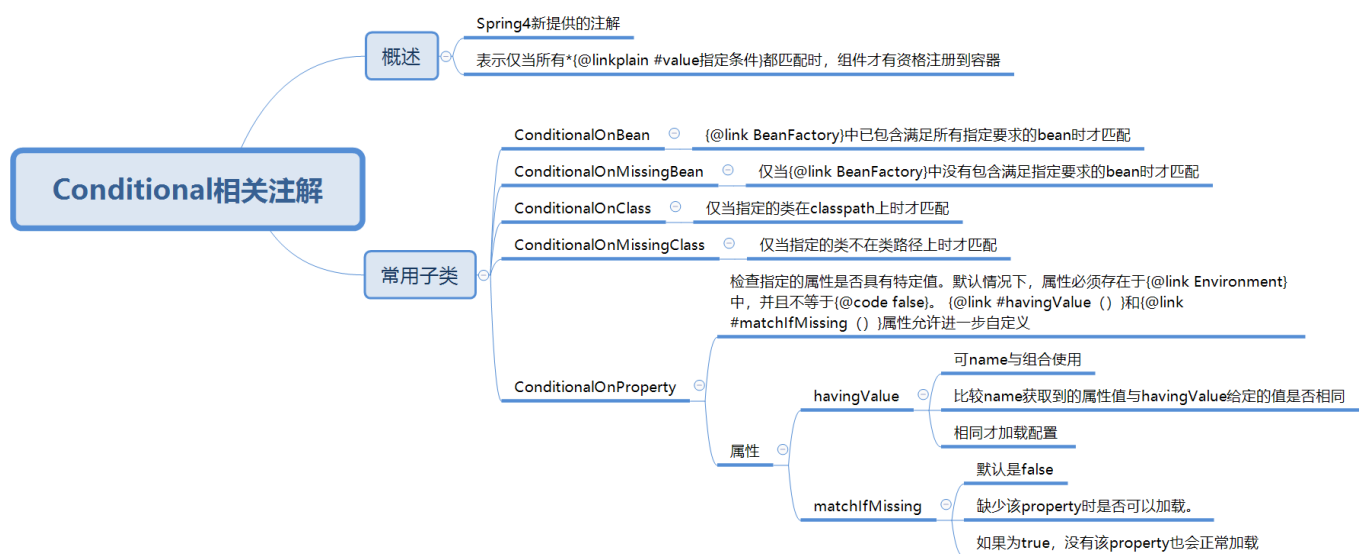 Conditional相关注解
概述
Spring4新提供的注解
表示仅当所有*{@linkplain #value指定条件}都匹配时，组件才有资格注册到容器
常用子类
ConditionalOnBean
{@link BeanFactory}中已包含满足所有指定要求的bean时才匹配
ConditionalOnMissingBean
仅当{@link BeanFactory}中没有包含满足指定要求的bean时才匹配
ConditionalOnClass
仅当指定的类在classpath上时才匹配
ConditionalOnMissingClass
仅当指定的类不在类路径上时才匹配
ConditionalOnProperty
检查指定的属性是否具有特定值。默认情况下，属性必须存在于{@link Environment}
中，并且不等于{@code false}。 {@link #havingValue（）}和{@link
#matchIfMissing（）}属性允许进一步自定义
属性
havingValue
可name与组合使用
比较name获取到的属性值与havingValue给定的值是否相同
相同才加载配置
matchIfMissing
默认是false
缺少该property时是否可以加载。
如果为true，没有该property也会正常加载